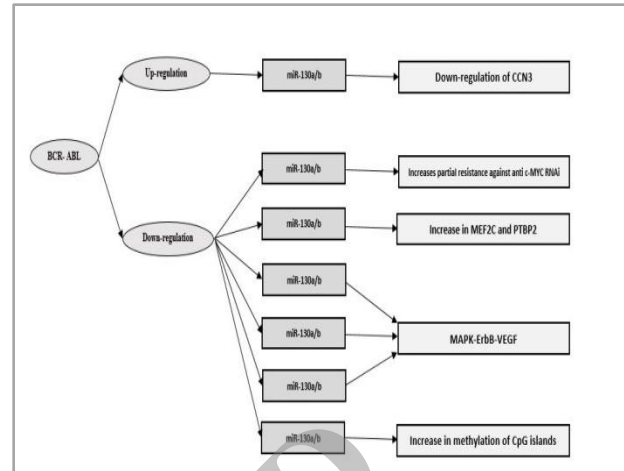 Up-regulation
miR-130a/b
Down-regulation of CCN3
BCR- ABL
miR-130a/b
Increases partial resistance against anti c-MYC RNAi
Down-regulation
miR-130a/b
Increase in MEF2C and PTBP2
miR-130a/b
miR-130a/b
MAPK-ErbB-VEGF
miR-130a/b
miR-130a/b
Increase in methylation of CpG islands